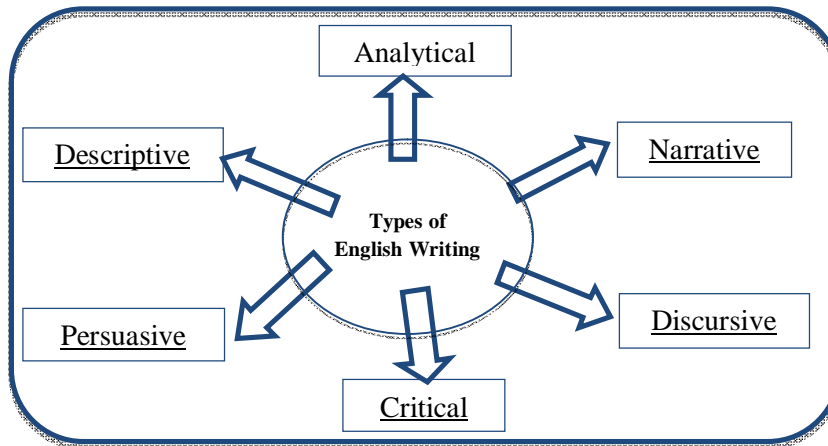 Analytical
Descriptive
Narrative
Types of
English Writing
Persuasive
Discursive
Critical